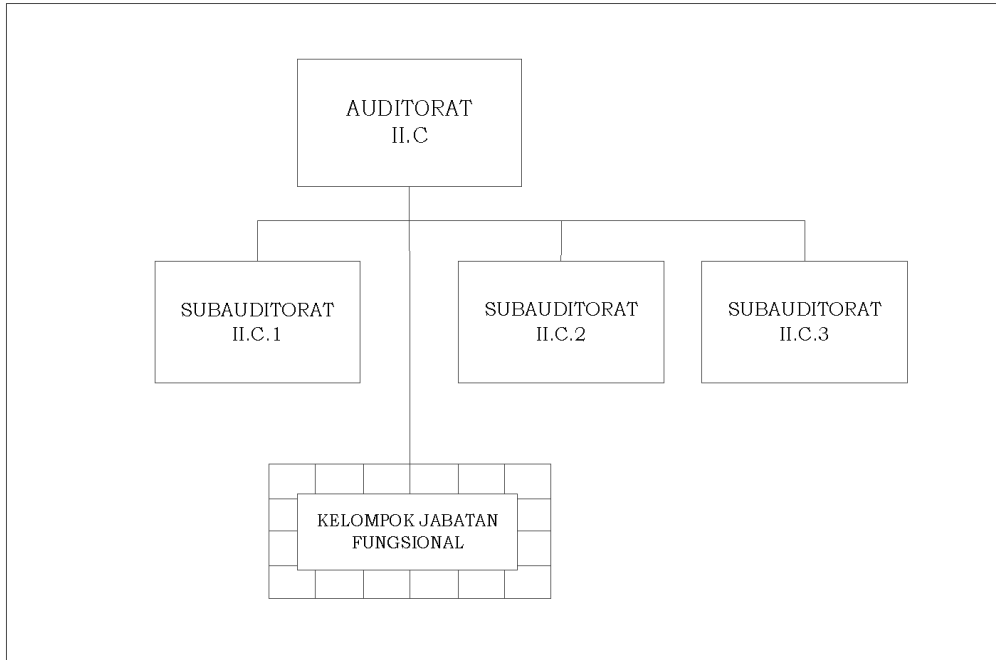 AUDITORAT
II.C
SUBAUDITORAT
II.C.1
SUBAUDITORAT
II.C.2
SUBAUDITORAT
II.C.3
KELOMPOK JABATAN
FUNGSIONAL